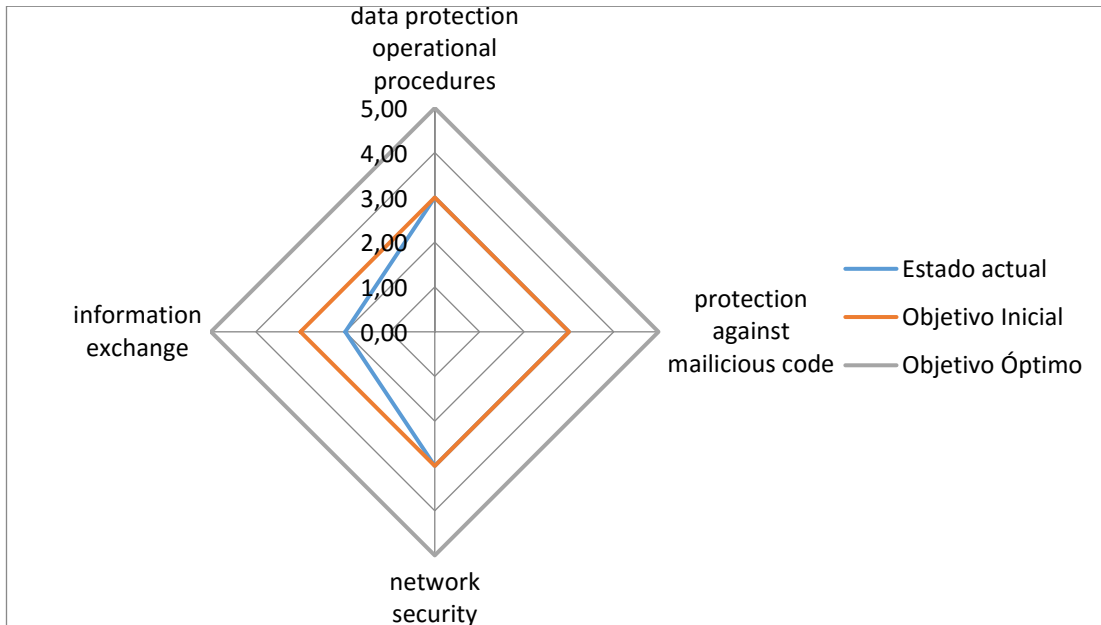 data protection
operational
procedures
5,00
4,00
3,00
2,00
1,00
0,00
information
exchange
protection
against
mailicious code
network
security
Estado actual
Objetivo Inicial
Objetivo Óptimo